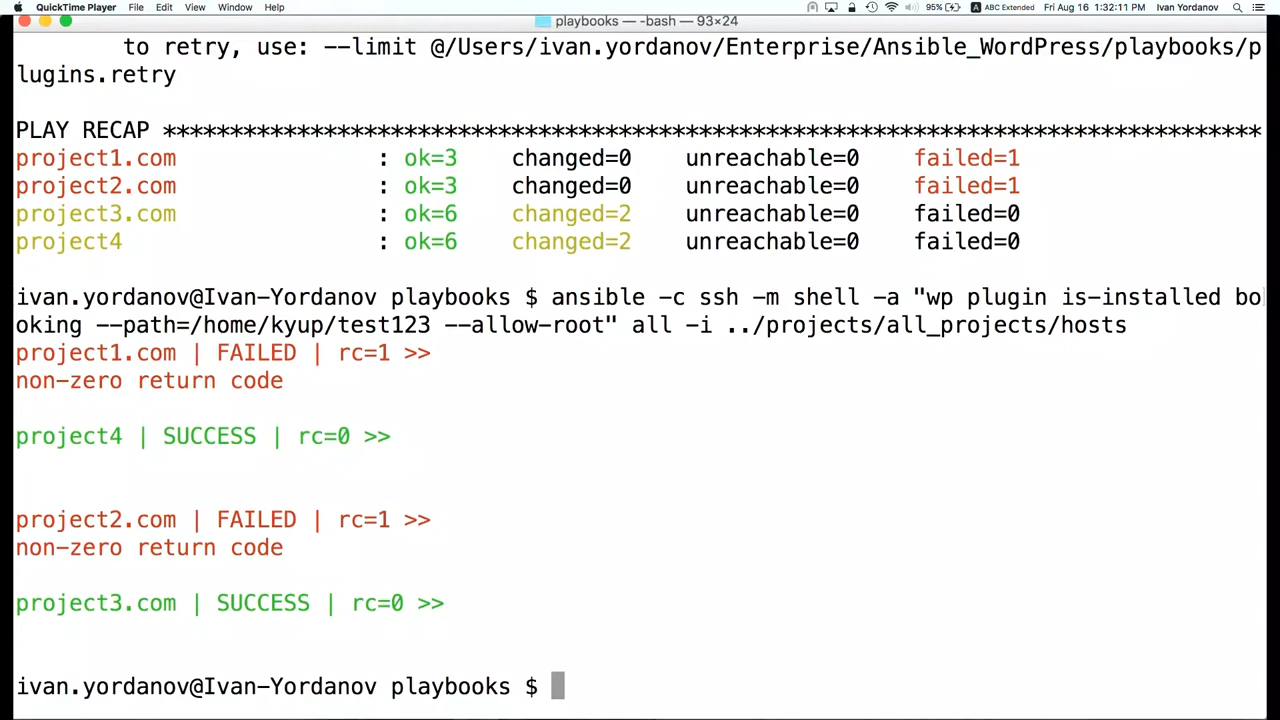 QuickTime Player File Edit View Window Help 95% ABC Extended Fri Aug 16 1:32:11 PM Ivan Yordanov
playbooks — -bash — 93×24
to retry, use: --limit @/Users/ivan.yordanov/Enterprise/Ansible_WordPress/playbooks/p
lugins.retry
PLAY RECAP **********************************************************************************
project1.com : ok=3 changed=0 unreachable=0 failed=1
project2.com : ok=3 changed=0 unreachable=0 failed=1
project3.com : ok=6 changed=2 unreachable=0 failed=0
project4 : ok=6 changed=2 unreachable=0 failed=0
ivan.yordanov@Ivan-Yordanov playbooks $ ansible -c ssh -m shell -a "wp plugin is-installed bo
oking --path=/home/kyup/test123 --allow-root" all -i ../projects/all_projects/hosts
project1.com | FAILED | rc=1 >>
non-zero return code
project4 | SUCCESS | rc=0 >>
project2.com | FAILED | rc=1 >>
non-zero return code
project3.com | SUCCESS | rc=0 >>
ivan.yordanov@Ivan-Yordanov playbooks $